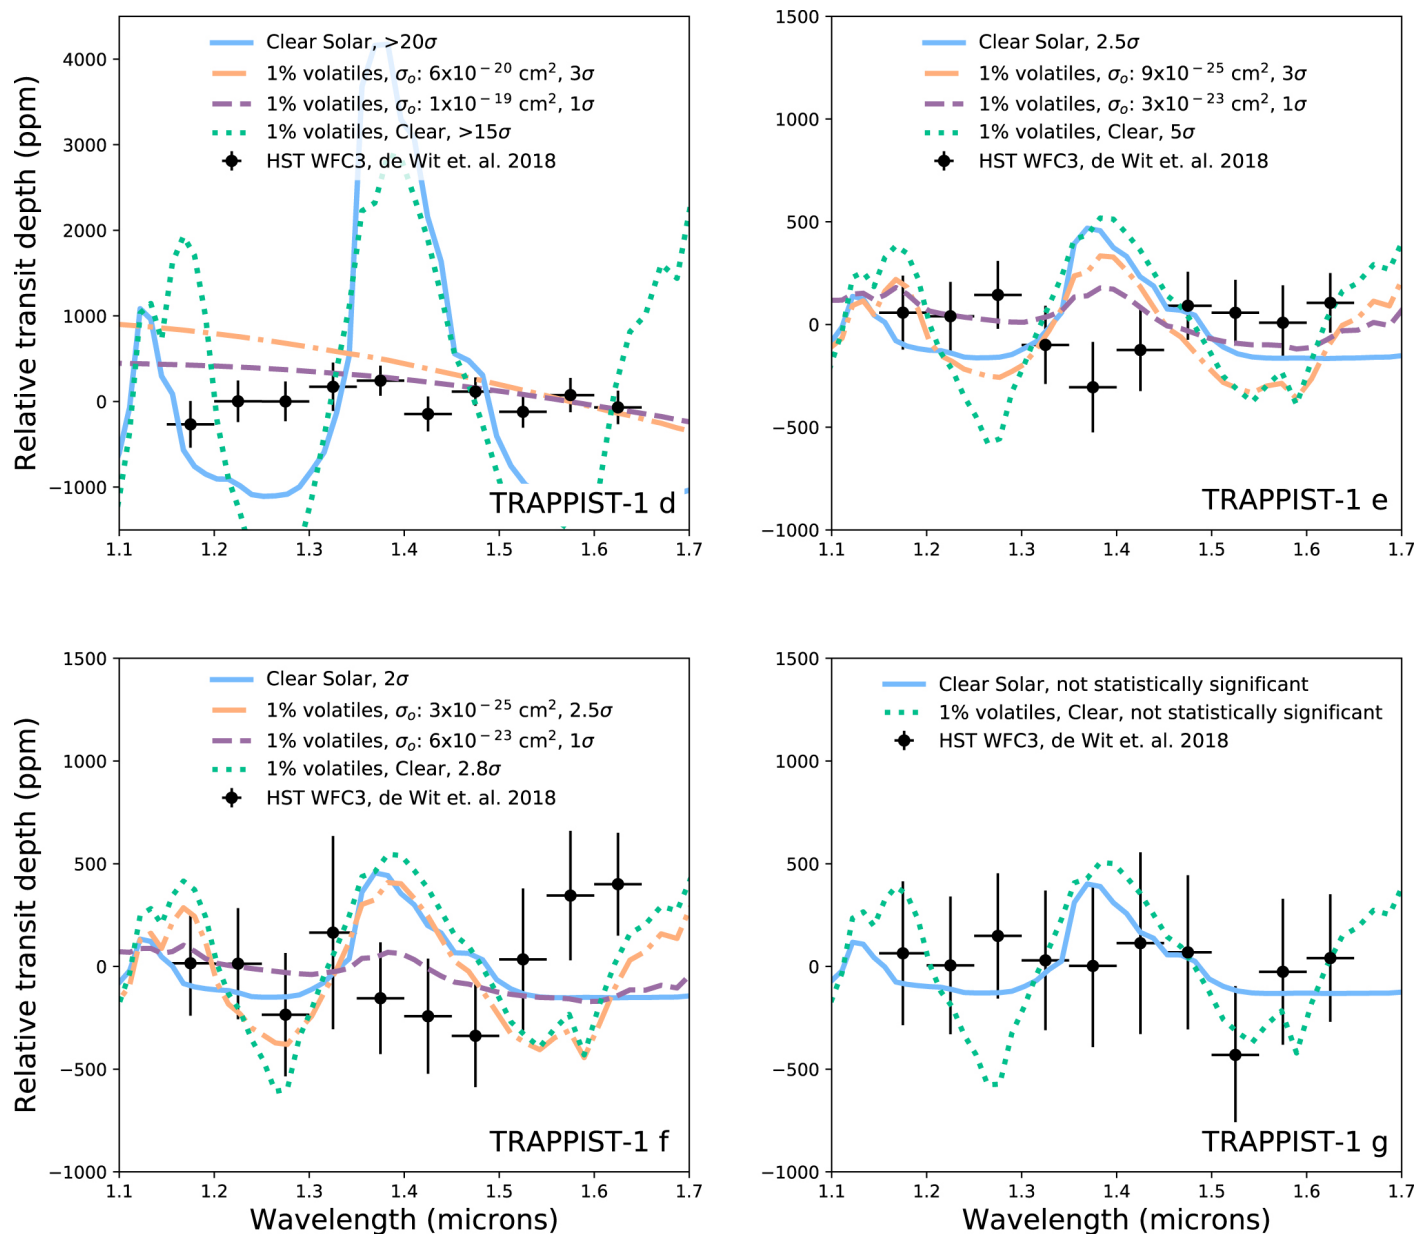 Clear Solar, >20σ
1% volatiles, σₒ: 6x10⁻²⁰ cm², 3σ
1% volatiles, σₒ: 1x10⁻¹⁹ cm², 1σ
1% volatiles, Clear, >15σ
HST WFC3, de Wit et. al. 2018
Relative transit depth (ppm)
4000
3000
2000
1000
0
−1000
TRAPPIST-1 d
1.1 1.2 1.3 1.4 1.5 1.6 1.7
Clear Solar, 2.5σ
1% volatiles, σₒ: 9x10⁻²⁵ cm², 3σ
1% volatiles, σₒ: 3x10⁻²³ cm², 1σ
1% volatiles, Clear, 5σ
HST WFC3, de Wit et. al. 2018
1500
1000
500
0
−500
−1000
TRAPPIST-1 e
1.1 1.2 1.3 1.4 1.5 1.6 1.7
Clear Solar, 2σ
1% volatiles, σₒ: 3x10⁻²⁵ cm², 2.5σ
1% volatiles, σₒ: 6x10⁻²³ cm², 1σ
1% volatiles, Clear, 2.8σ
HST WFC3, de Wit et. al. 2018
Relative transit depth (ppm)
1500
1000
500
0
−500
−1000
TRAPPIST-1 f
1.1 1.2 1.3 1.4 1.5 1.6 1.7
Wavelength (microns)
Clear Solar, not statistically significant
1% volatiles, Clear, not statistically significant
HST WFC3, de Wit et. al. 2018
1500
1000
500
0
−500
−1000
TRAPPIST-1 g
1.1 1.2 1.3 1.4 1.5 1.6 1.7
Wavelength (microns)